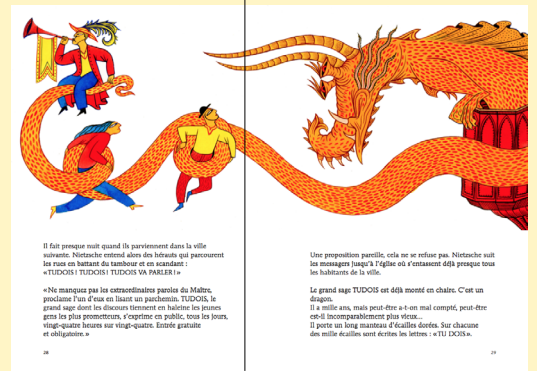 Il fait presque nuit quand ils parviennent dans la ville
suivante. Nietzsche entend alors des hérauts qui parcourent
les rues en battant du tambour et en scandant :
«TUDOIS ! TUDOIS ! TUDOIS VA PARLER !»
«Ne manquez pas les extraordinaires paroles du Maître,
proclame l'un d'eux en lisant un parchemin. TUDOIS, le
grand sage dont les discours tiennent en haleine les jeunes
gens les plus prometteurs, s'exprime en public, tous les jours,
vingt-quatre heures sur vingt-quatre. Entrée gratuite
et obligatoire.»
28
Une proposition pareille, cela ne se refuse pas. Nietzsche suit
les messagers jusqu'à l'église où s'entassent déjà presque tous
les habitants de la ville.
Le grand sage TUDOIS est déjà monté en chaire. C'est un
dragon.
Il a mille ans, mais peut-être a-t-on mal compté, peut-être
est-il incomparablement plus vieux...
Il porte un long manteau d'écailles dorées. Sur chacune
des mille écailles sont écrites les lettres : «TU DOIS».
29